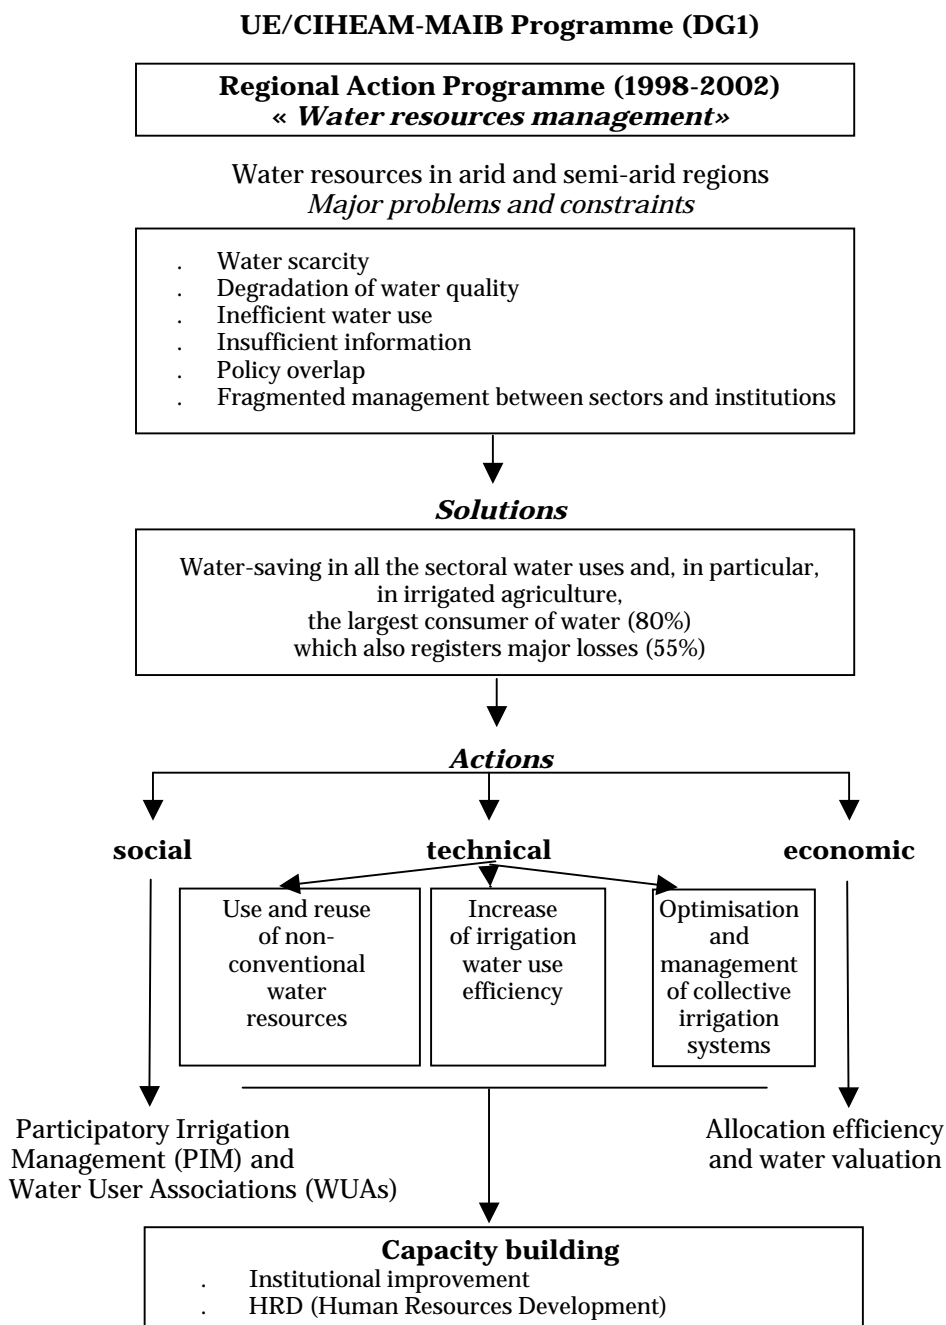 UE/CIHEAM-MAIB Programme (DG1)
Regional Action Programme (1998-2002)
« Water resources management»
Water resources in arid and semi-arid regions
Major problems and constraints
. Water scarcity
. Degradation of water quality
. Inefficient water use
. Insufficient information
. Policy overlap
. Fragmented management between sectors and institutions
Solutions
Water-saving in all the sectoral water uses and, in particular,
in irrigated agriculture,
the largest consumer of water (80%)
which also registers major losses (55%)
Actions
social
technical
economic
Use and reuse
of non-
conventional
water
resources
Increase
of irrigation
water use
efficiency
Optimisation
and
management
of collective
irrigation
systems
Participatory Irrigation
Management (PIM) and
Water User Associations (WUAs)
Allocation efficiency
and water valuation
Capacity building
. Institutional improvement
. HRD (Human Resources Development)